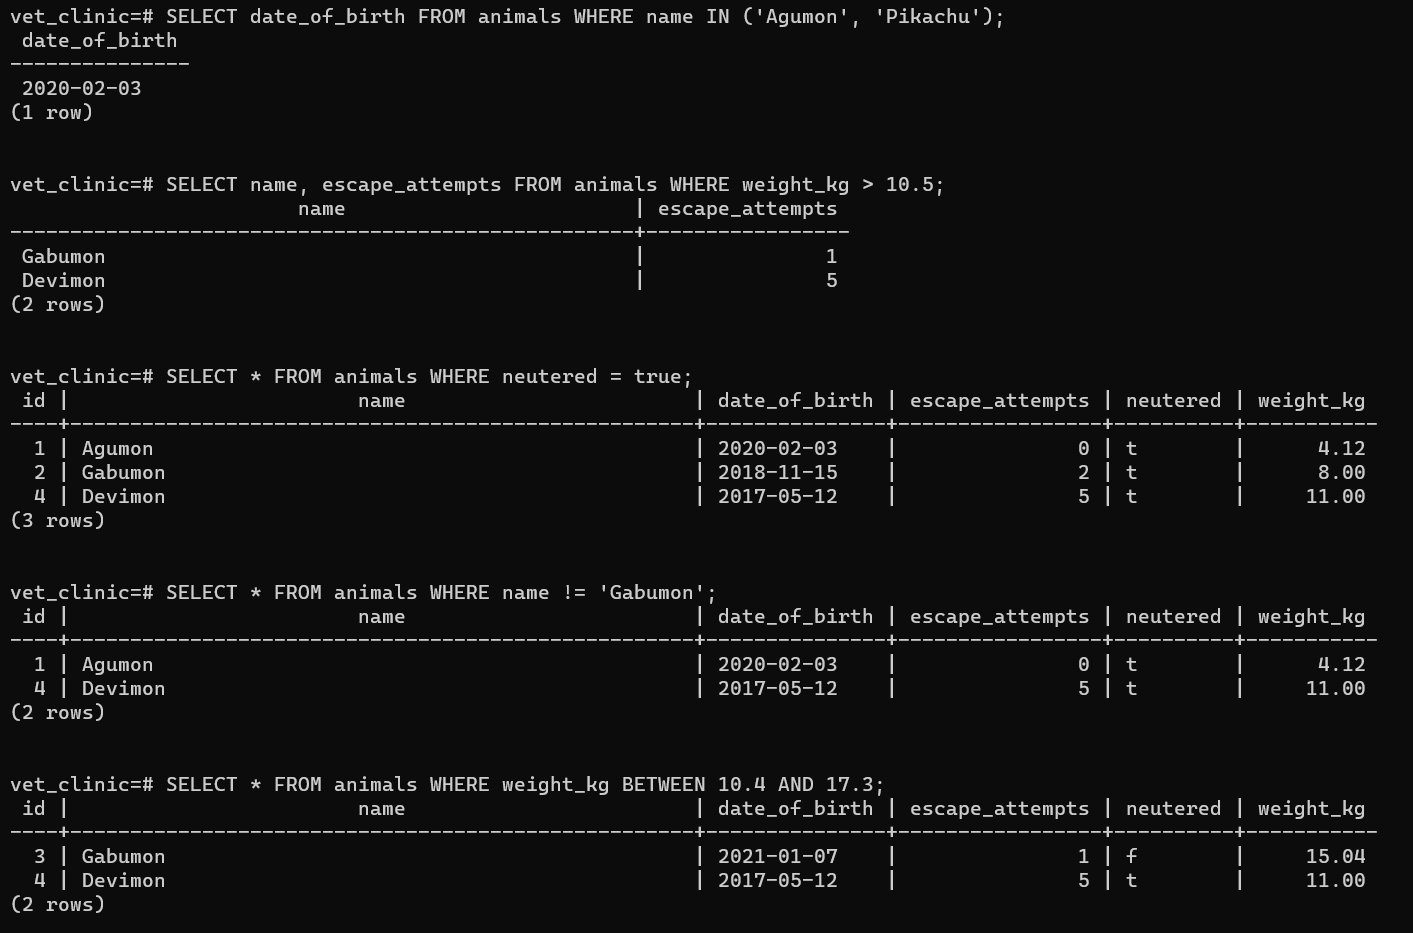 vet_clinic=# SELECT date_of_birth FROM animals WHERE name IN ('Agumon', 'Pikachu');
 date_of_birth
---------------
 2020-02-03
(1 row)
vet_clinic=# SELECT name, escape_attempts FROM animals WHERE weight_kg > 10.5;
                        name                        | escape_attempts
----------------------------------------------------+-----------------
 Gabumon                                            |               1
 Devimon                                            |               5
(2 rows)
vet_clinic=# SELECT * FROM animals WHERE neutered = true;
 id |                        name                        | date_of_birth | escape_attempts | neutered | weight_kg
----+----------------------------------------------------+---------------+-----------------+----------+-----------
  1 | Agumon                                             | 2020-02-03    |               0 | t        |      4.12
  2 | Gabumon                                            | 2018-11-15    |               2 | t        |      8.00
  4 | Devimon                                            | 2017-05-12    |               5 | t        |     11.00
(3 rows)
vet_clinic=# SELECT * FROM animals WHERE name != 'Gabumon';
 id |                        name                        | date_of_birth | escape_attempts | neutered | weight_kg
----+----------------------------------------------------+---------------+-----------------+----------+-----------
  1 | Agumon                                             | 2020-02-03    |               0 | t        |      4.12
  4 | Devimon                                            | 2017-05-12    |               5 | t        |     11.00
(2 rows)
vet_clinic=# SELECT * FROM animals WHERE weight_kg BETWEEN 10.4 AND 17.3;
 id |                        name                        | date_of_birth | escape_attempts | neutered | weight_kg
----+----------------------------------------------------+---------------+-----------------+----------+-----------
  3 | Gabumon                                            | 2021-01-07    |               1 | f        |     15.04
  4 | Devimon                                            | 2017-05-12    |               5 | t        |     11.00
(2 rows)